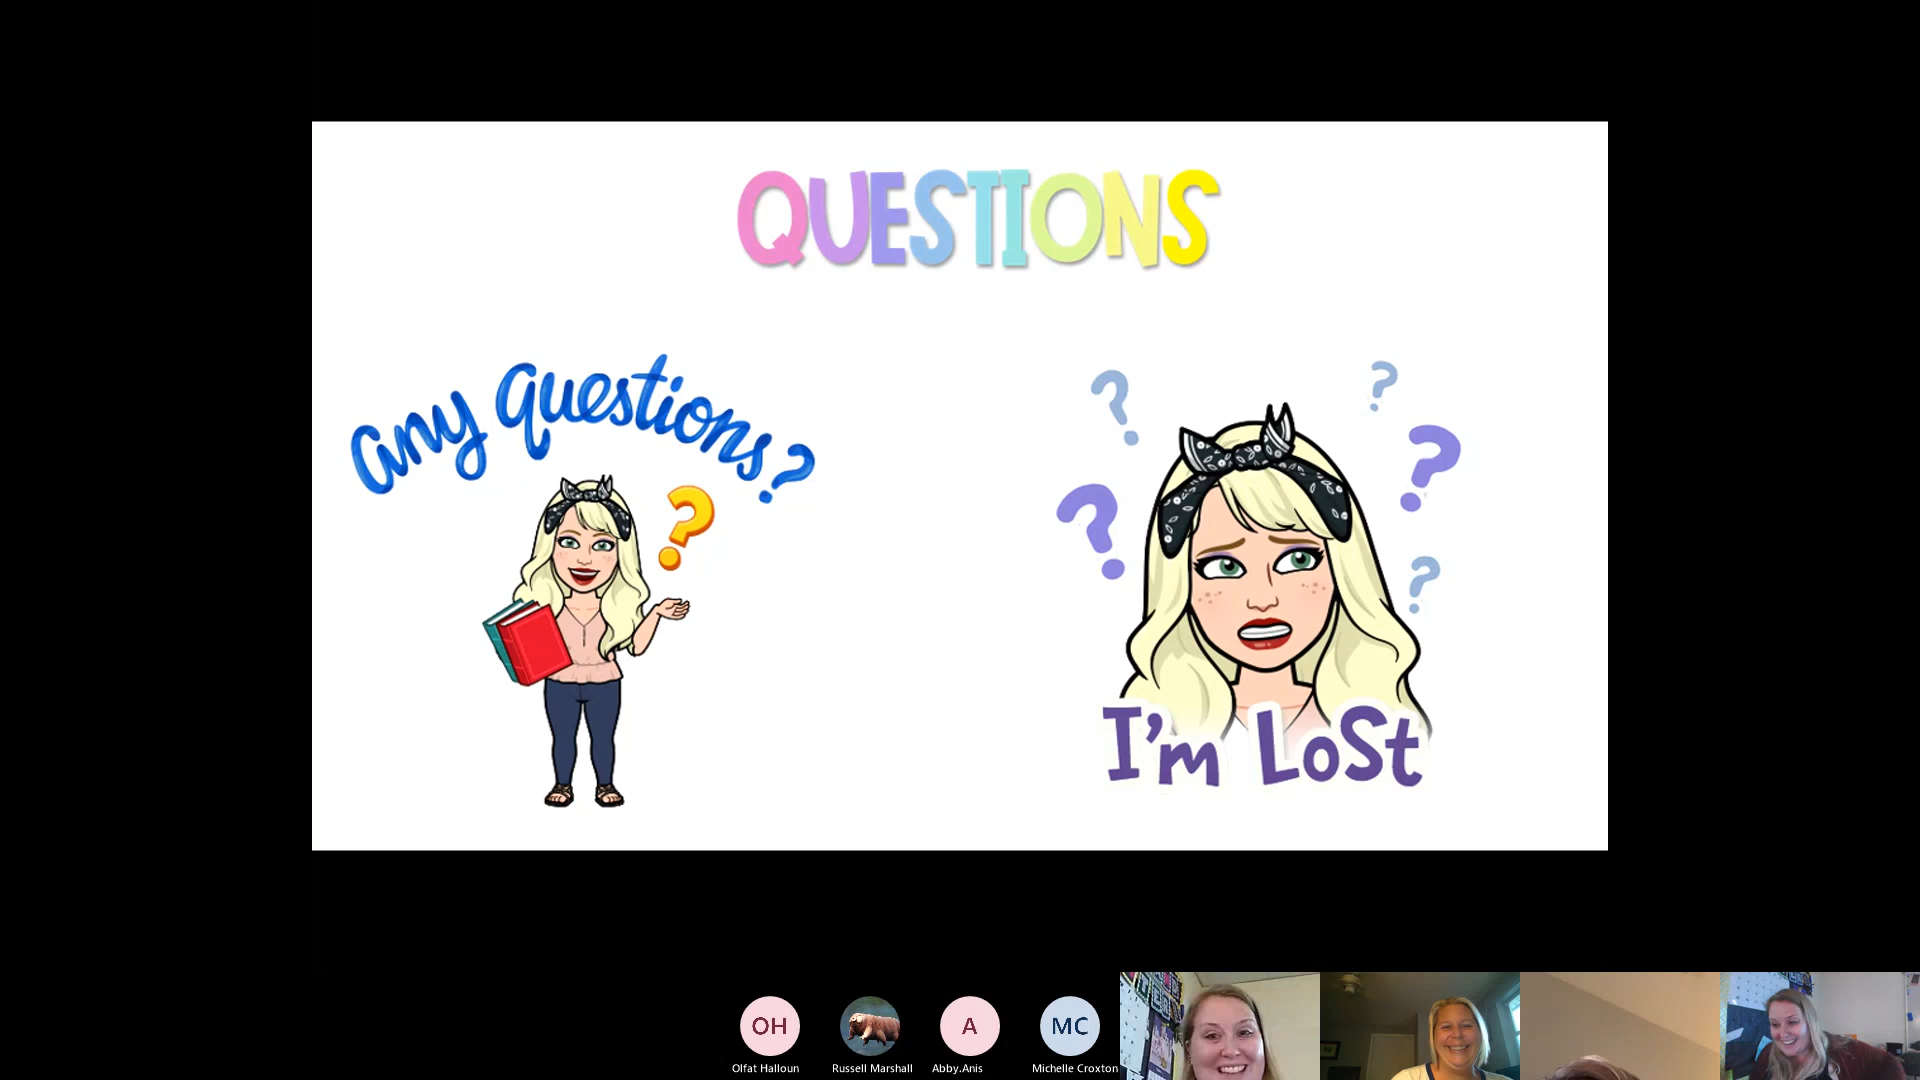 QUESTIONS
any questions?
I'm LoSt
OH
A
MC
Olfat Halloun
Russell Marshall
Abby.Anis
Michelle Croxton